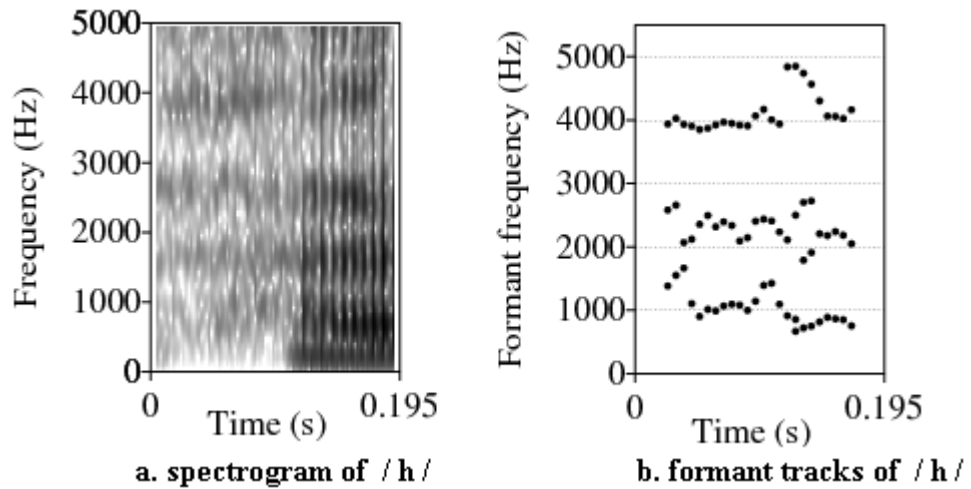 5000
4000
3000
2000
1000
0
Frequency (Hz)
0
0.195
Time (s)
a. spectrogram of / h /
5000
4000
3000
2000
1000
0
Formant frequency (Hz)
0
0.195
Time (s)
b. formant tracks of / h /